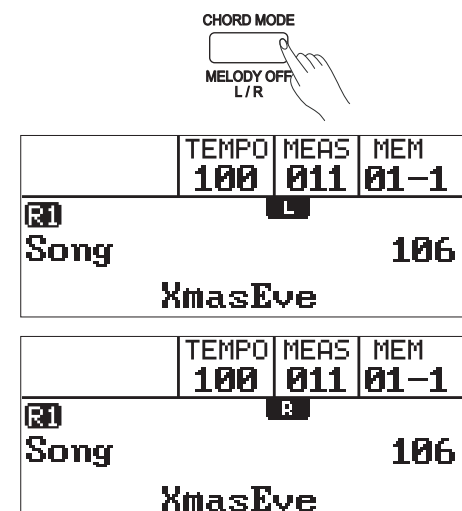 CHORD MODE
MELODY OFF
L / R
TEMPO MEAS MEM
100 011 01-1
L
R1
Song 106
XmasEve
TEMPO MEAS MEM
100 011 01-1
R
R1
Song 106
XmasEve